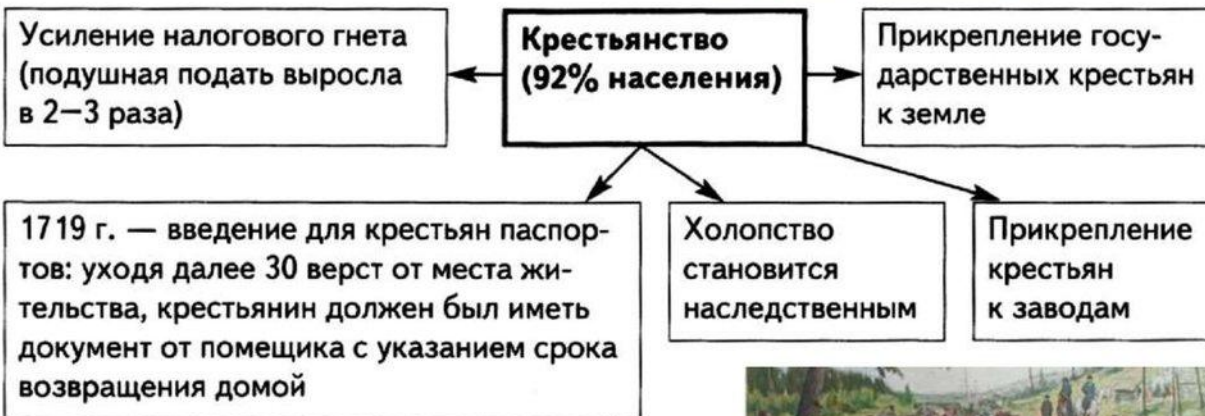 Усиление налогового гнета
(подушная подать выросла
в 2–3 раза)
Крестьянство
(92% населения)
Прикрепление госу-
дарственных крестьян
к земле
1719 г. — введение для крестьян паспор-
тов: уходя далее 30 верст от места жи-
тельства, крестьянин должен был иметь
документ от помещика с указанием срока
возвращения домой
Холопство
становится
наследственным
Прикрепление
крестьян
к заводам